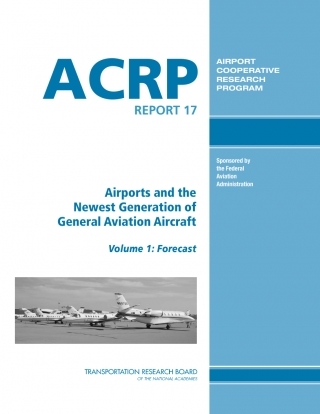 ACRP
REPORT 17
AIRPORT
COOPERATIVE
RESEARCH
PROGRAM
Sponsored by
the Federal
Aviation
Administration
Airports and the
Newest Generation of
General Aviation Aircraft
Volume 1: Forecast
TRANSPORTATION RESEARCH BOARD
OF THE NATIONAL ACADEMIES